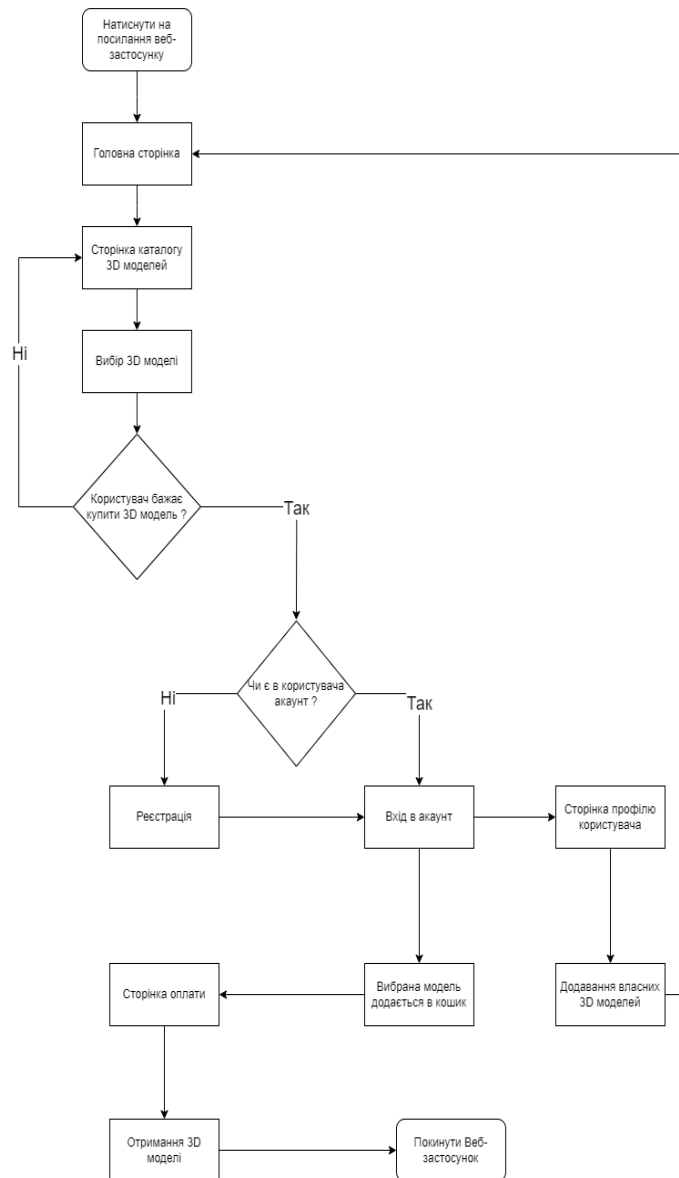 Натиснути на
посилання веб-
застосунку
Головна сторінка
Сторінка каталогу
3D моделей
Ні
Вибір 3D моделі
Користувач бажає
купити 3D модель ?
Так
Чи є в користувача
акаунт ?
Ні
Так
Реєстрація
Вхід в акаунт
Сторінка профілю
користувача
Сторінка оплати
Вибрана модель
додається в кошик
Додавання власних
3D моделей
Отримання 3D
моделі
Покинути Веб-
застосунок